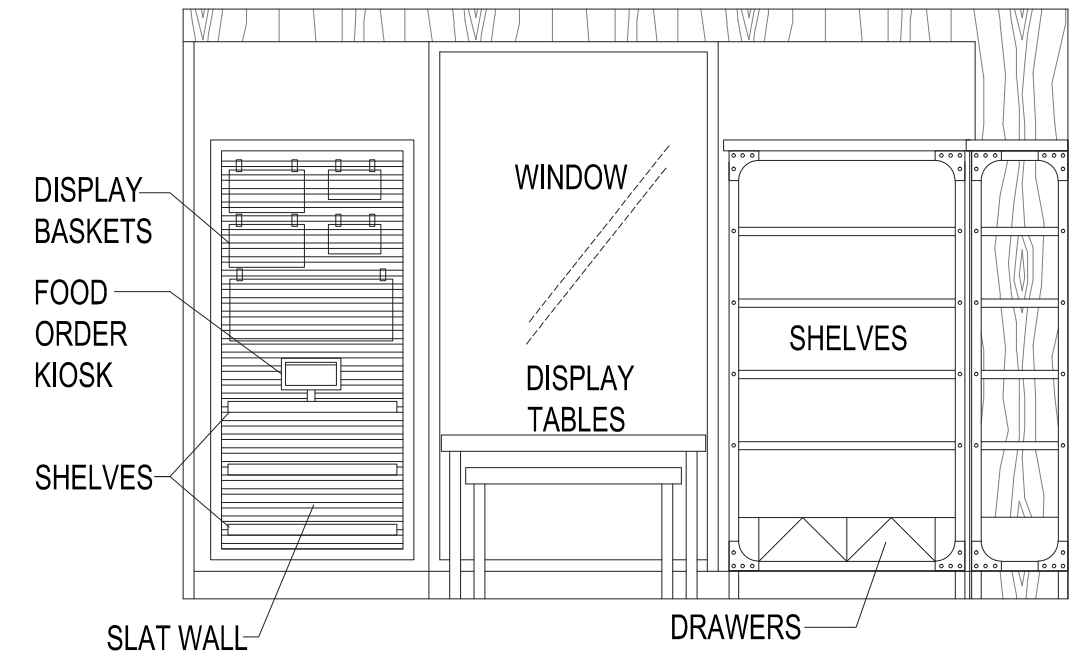 DISPLAY
BASKETS
FOOD
ORDER
KIOSK
SHELVES
SLAT WALL
WINDOW
DISPLAY
TABLES
SHELVES
DRAWERS